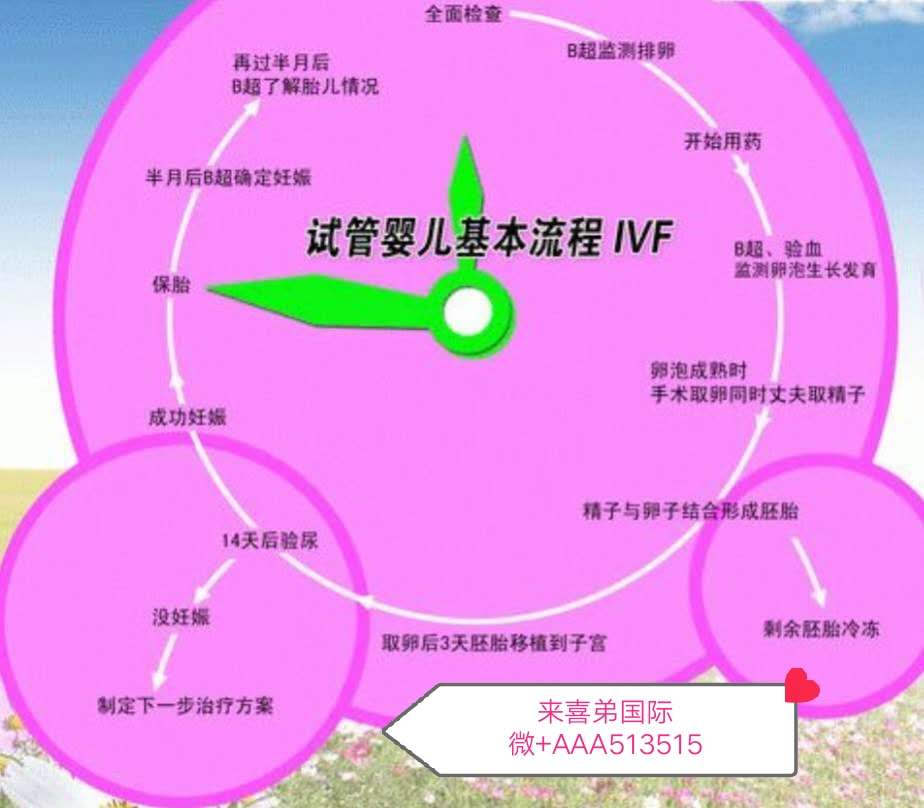 全面检查
B超监测排卵
开始用药
B超、验血
监测卵泡生长发育
卵泡成熟时
手术取卵同时丈夫取精子
精子与卵子结合形成胚胎
剩余胚胎冷冻
取卵后3天胚胎移植到子宫
14天后验尿
没妊娠
制定下一步治疗方案
成功妊娠
保胎
半月后B超确定妊娠
再过半月后
B超了解胎儿情况
试管婴儿基本流程 IVF
来喜弟国际
微+AAA513515